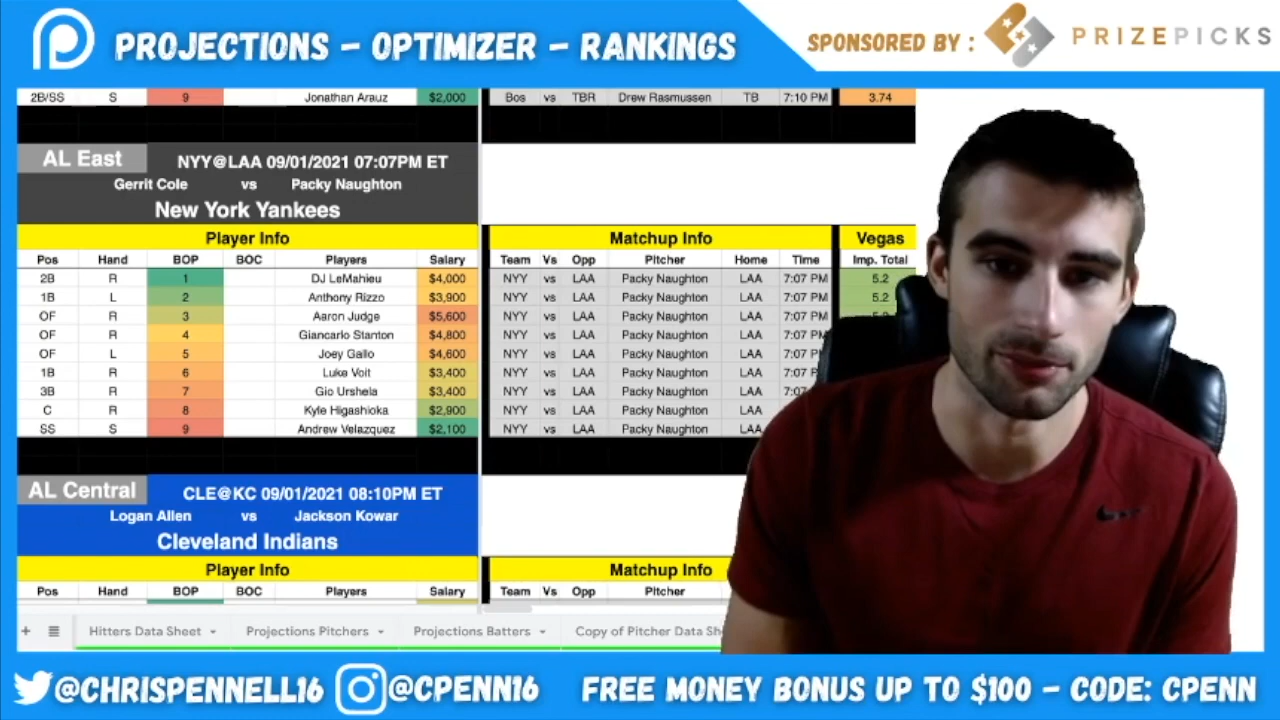 PROJECTIONS - OPTIMIZER - RANKINGS
SPONSORED BY : PRIZEPICKS
2B/SS S 9 Jonathan Arauz $2,000 Bos vs TBR Drew Rasmussen TB 7:10 PM 3.74
AL East NYY@LAA 09/01/2021 07:07PM ET
Gerrit Cole vs Packy Naughton
New York Yankees
Player Info Matchup Info Vegas
Pos Hand BOP BOC Players Salary Team Vs Opp Pitcher Home Time Imp. Total
2B R 1 DJ LeMahieu $4,000 NYY vs LAA Packy Naughton LAA 7:07 PM 5.2
1B L 2 Anthony Rizzo $3,900 NYY vs LAA Packy Naughton LAA 7:07 PM 5.2
OF R 3 Aaron Judge $5,600 NYY vs LAA Packy Naughton LAA 7:07 PM
OF R 4 Giancarlo Stanton $4,800 NYY vs LAA Packy Naughton LAA 7:07 PM
OF L 5 Joey Gallo $4,600 NYY vs LAA Packy Naughton LAA 7:07
1B R 6 Luke Voit $3,400 NYY vs LAA Packy Naughton LAA 7:07
3B R 7 Gio Urshela $3,400 NYY vs LAA Packy Naughton LAA 7:07
C R 8 Kyle Higashioka $2,900 NYY vs LAA Packy Naughton LAA
SS S 9 Andrew Velazquez $2,100 NYY vs LAA Packy Naughton LAA
AL Central CLE@KC 09/01/2021 08:10PM ET
Logan Allen vs Jackson Kowar
Cleveland Indians
Player Info Matchup Info
Pos Hand BOP BOC Players Salary Team Vs Opp Pitcher
+ Hitters Data Sheet Projections Pitchers Projections Batters Copy of Pitcher Data Sh
@CHRISPENNELL16 @CPENN16 FREE MONEY BONUS UP TO $100 - CODE: CPENN